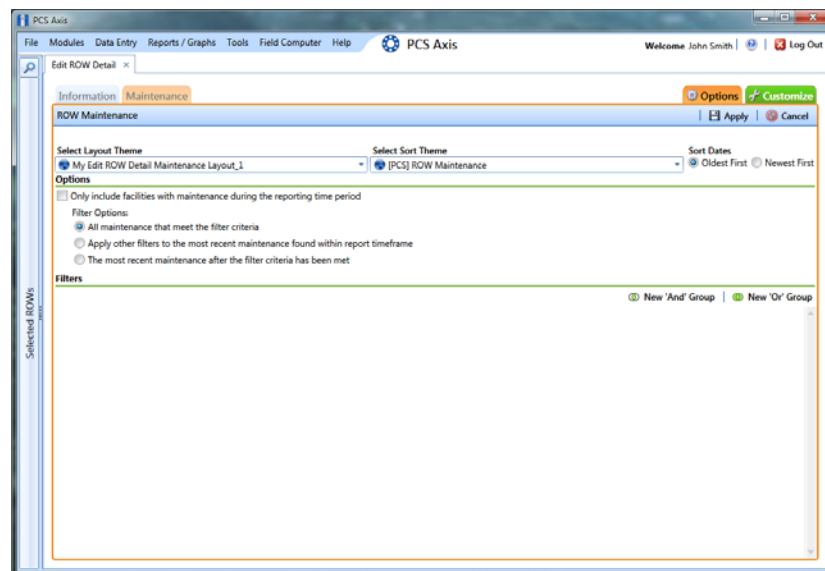 PCS Axis
File Modules Data Entry Reports / Graphs Tools Field Computer Help PCS Axis Welcome John Smith | | Log Out
Edit ROW Detail ×
Information Maintenance Options Customize
ROW Maintenance | Apply | Cancel
Select Layout Theme Select Sort Theme Sort Dates
My Edit ROW Detail Maintenance Layout_1 [PCS] ROW Maintenance Oldest First Newest First
Options
Only include facilities with maintenance during the reporting time period
Filter Options:
All maintenance that meet the filter criteria
Apply other filters to the most recent maintenance found within report timeframe
The most recent maintenance after the filter criteria has been met
Filters
New 'And' Group | New 'Or' Group
Selected ROWs